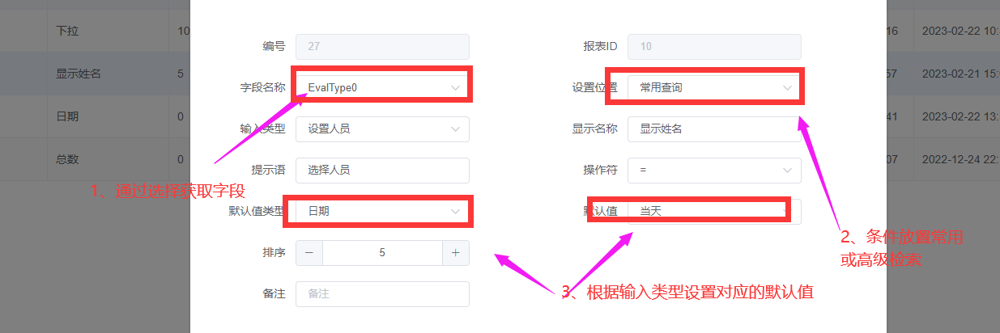 下拉 10 16 2023-02-22 10:
编号 27 报表ID 10
显示姓名 5 57 2023-02-21 15:
字段名称 EvalType0 设置位置 常用查询
日期 0 41 2023-02-22 13:
输入类型 设置人员 显示名称 显示姓名
总数 0 07 2022-12-24 22:
提示语 选择人员 操作符 =
1、通过选择获取字段
默认值类型 日期 默认值 当天
2、条件放置常用
或高级检索
排序 − 5 +
3、根据输入类型设置对应的默认值
备注 备注